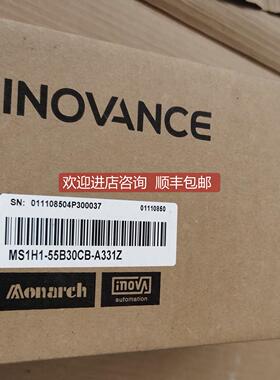 INOVANCE
SN: 011108504P300037 01110850
欢迎进店咨询 顺丰包邮
MS1H1-55B30CB-A331Z
Monarch inovA
automation